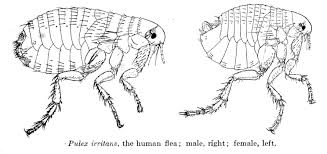 Pulex irritans, the human flea; male, right; female, left.